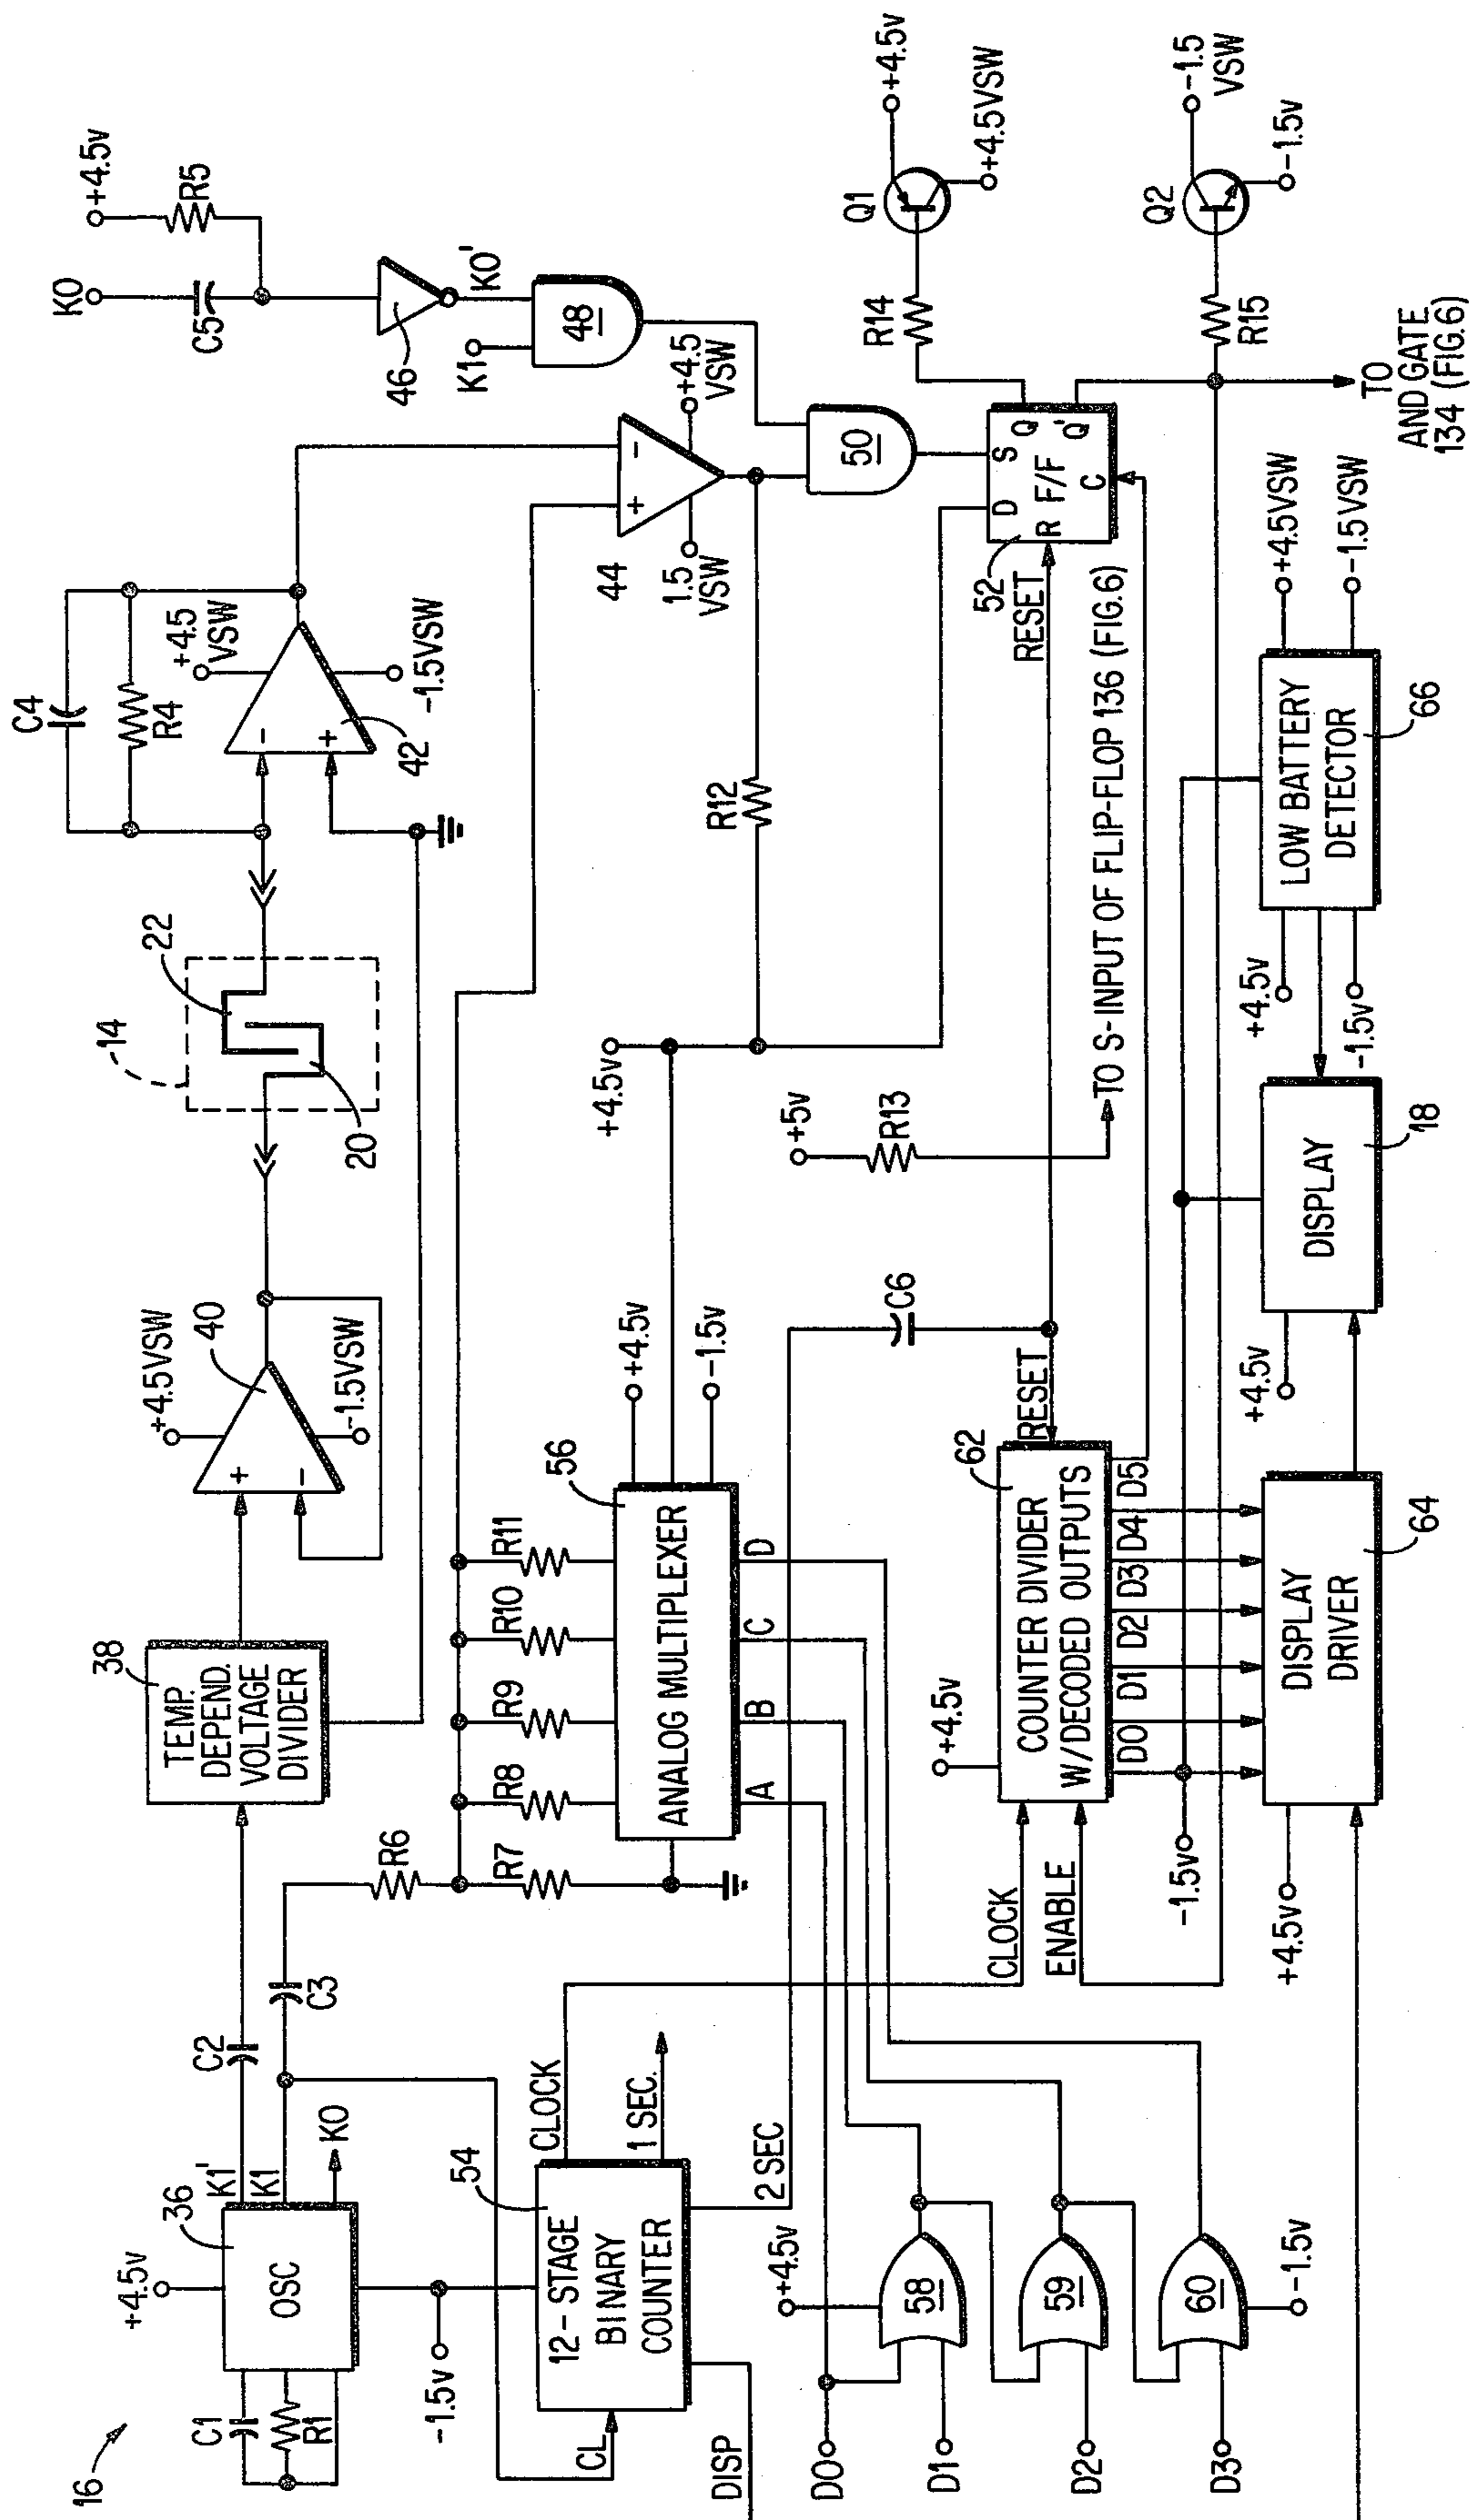 16
C1
R1
+4.5v
36
OSC
K1'
K1
K0
C2
C3
-1.5v
38
TEMP.
DEPEND.
VOLTAGE
DIVIDER
+4.5VSW
40
+
-
-1.5VSW
14
20
22
C4
R4
-
+
+4.5
VSW
-1.5VSW
42
K0
C5
+4.5v
R5
46
K0'
K1
48
R6
R7
R8
R9
R10
R11
56
ANALOG MULTIPLEXER
A
B
C
D
+4.5v
-1.5v
+4.5v
R12
+
-
44
1.5
VSW
+4.5
VSW
50
54
12-STAGE
BINARY
COUNTER
CL
CLOCK
1 SEC.
2 SEC
DISP
C6
+5v
R13
TO S-INPUT OF FLIP-FLOP 136 (FIG.6)
52
RESET
D
S
R
F/F
Q
Q'
C
R14
Q1
+4.5v
+4.5VSW
R15
Q2
-1.5
VSW
-1.5v
TO
AND GATE
134 (FIG.6)
D0
D1
D2
D3
+4.5v
58
59
60
-1.5v
CLOCK
ENABLE
+4.5v
62
RESET
COUNTER DIVIDER
W/DECODED OUTPUTS
D0
D1
D2
D3
D4
D5
-1.5v
+4.5v
DISPLAY
DRIVER
64
+4.5v
DISPLAY
18
+4.5v
-1.5v
LOW BATTERY
DETECTOR
66
+4.5VSW
-1.5VSW